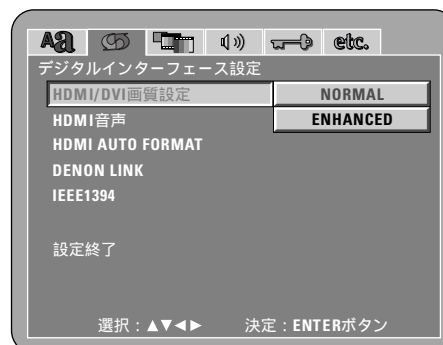 Aa etc.
デジタルインターフェース設定
HDMI/DVI画質設定 NORMAL
HDMI音声 ENHANCED
HDMI AUTO FORMAT
DENON LINK
IEEE1394
設定終了
選択：▲▼◀▶ 決定：ENTERボタン